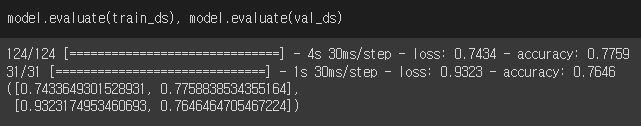 model.evaluate(train_ds), model.evaluate(val_ds)
124/124 [==============================] - 4s 30ms/step - loss: 0.7434 - accuracy: 0.7759
31/31 [==============================] - 1s 30ms/step - loss: 0.9323 - accuracy: 0.7646
([0.7433649301528931, 0.7758838534355164],
[0.9323174953460693, 0.7646464705467224])